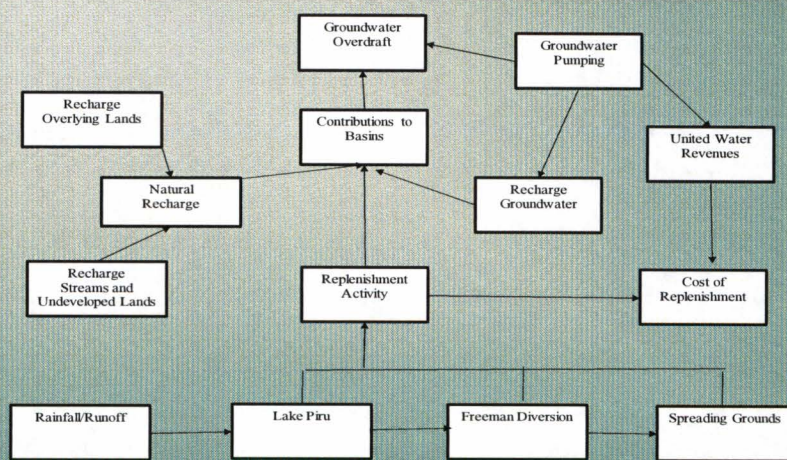 Groundwater
Overdraft
Groundwater
Pumping
Recharge
Overlying Lands
Contributions to
Basins
United Water
Revenues
Natural
Recharge
Recharge
Groundwater
Recharge
Streams and
Undeveloped Lands
Replenishment
Activity
Cost of
Replenishment
Rainfall/Runoff
Lake Piru
Freeman Diversion
Spreading Grounds